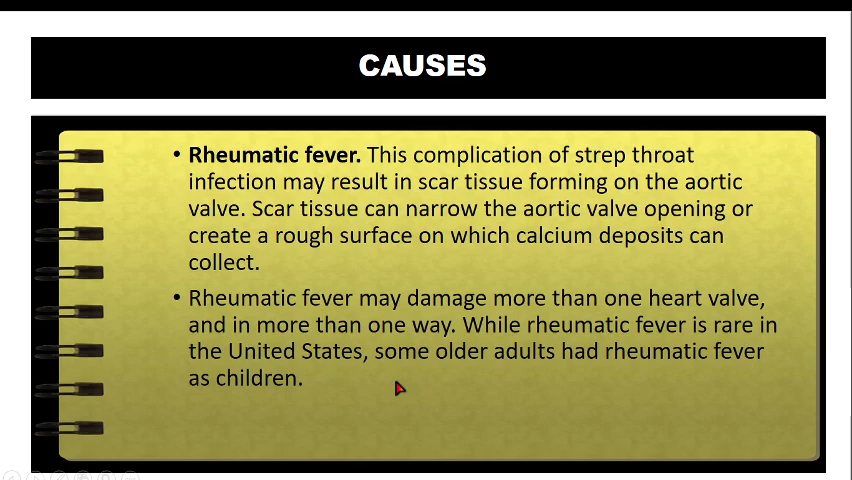 CAUSES
• Rheumatic fever. This complication of strep throat
infection may result in scar tissue forming on the aortic
valve. Scar tissue can narrow the aortic valve opening or
create a rough surface on which calcium deposits can
collect.
• Rheumatic fever may damage more than one heart valve,
and in more than one way. While rheumatic fever is rare in
the United States, some older adults had rheumatic fever
as children.